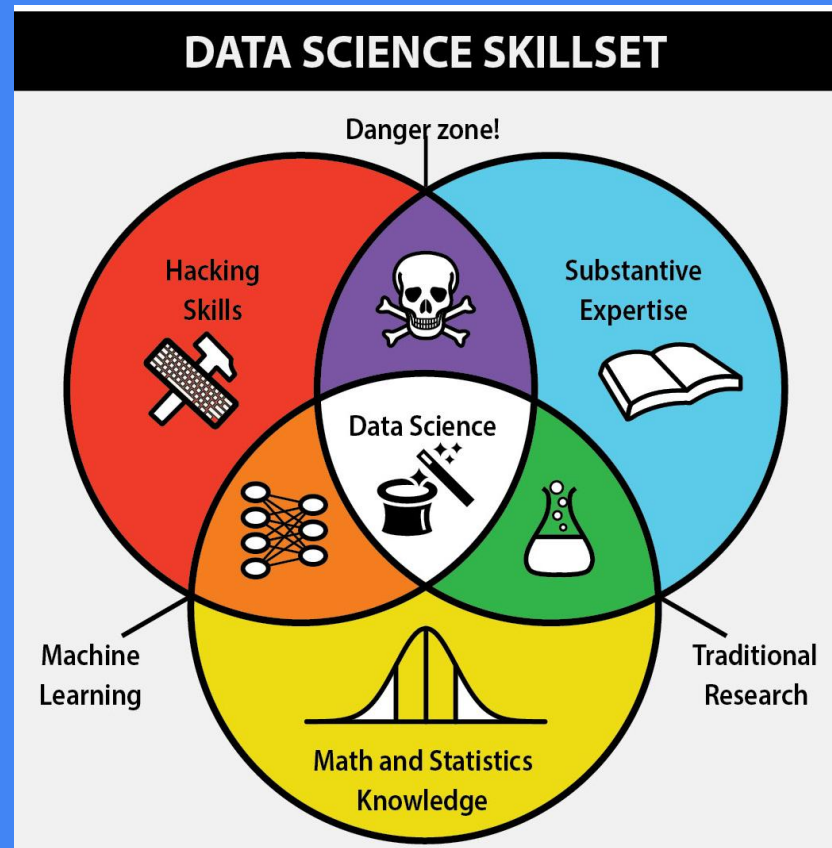 DATA SCIENCE SKILLSET
Danger zone!
Hacking
Skills
Substantive
Expertise
Data Science
Machine
Learning
Traditional
Research
Math and Statistics
Knowledge